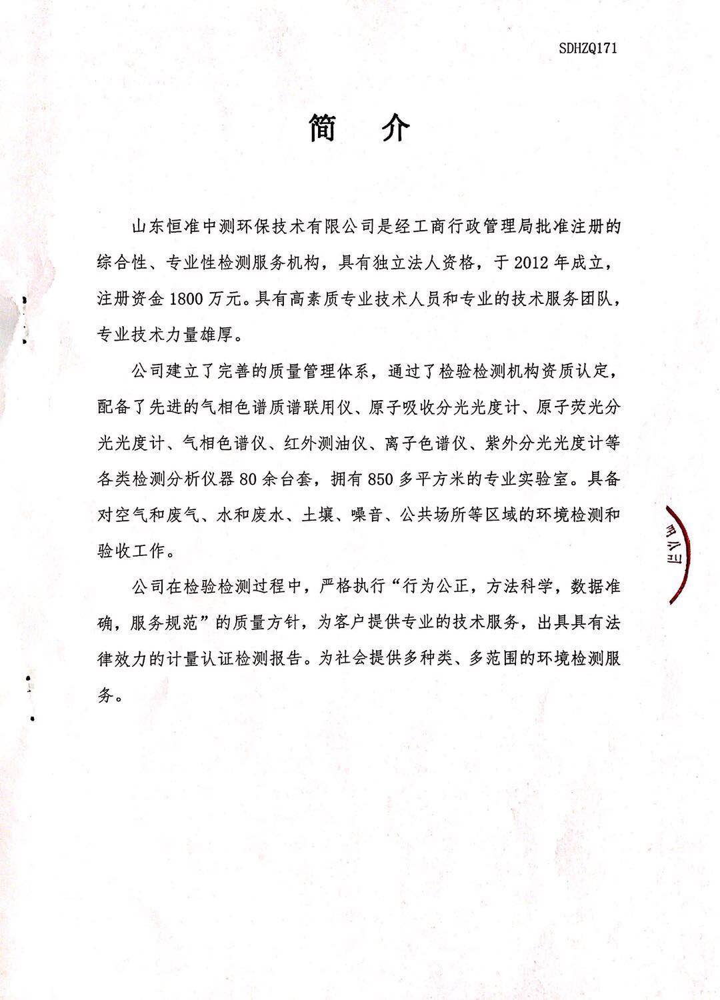 SDHZQ171
简 介
山东恒准中测环保技术有限公司是经工商行政管理局批准注册的
综合性、专业性检测服务机构，具有独立法人资格，于 2012 年成立，
注册资金 1800 万元。具有高素质专业技术人员和专业的技术服务团队，
专业技术力量雄厚。
公司建立了完善的质量管理体系，通过了检验检测机构资质认定，
配备了先进的气相色谱质谱联用仪、原子吸收分光光度计、原子荧光分
光光度计、气相色谱仪、红外测油仪、离子色谱仪、紫外分光光度计等
各类检测分析仪器 80 余台套，拥有 850 多平方米的专业实验室。具备
对空气和废气、水和废水、土壤、噪音、公共场所等区域的环境检测和
验收工作。
公司在检验检测过程中，严格执行“行为公正，方法科学，数据准
确，服务规范”的质量方针，为客户提供专业的技术服务，出具具有法
律效力的计量认证检测报告。为社会提供多种类、多范围的环境检测服
务。
公司